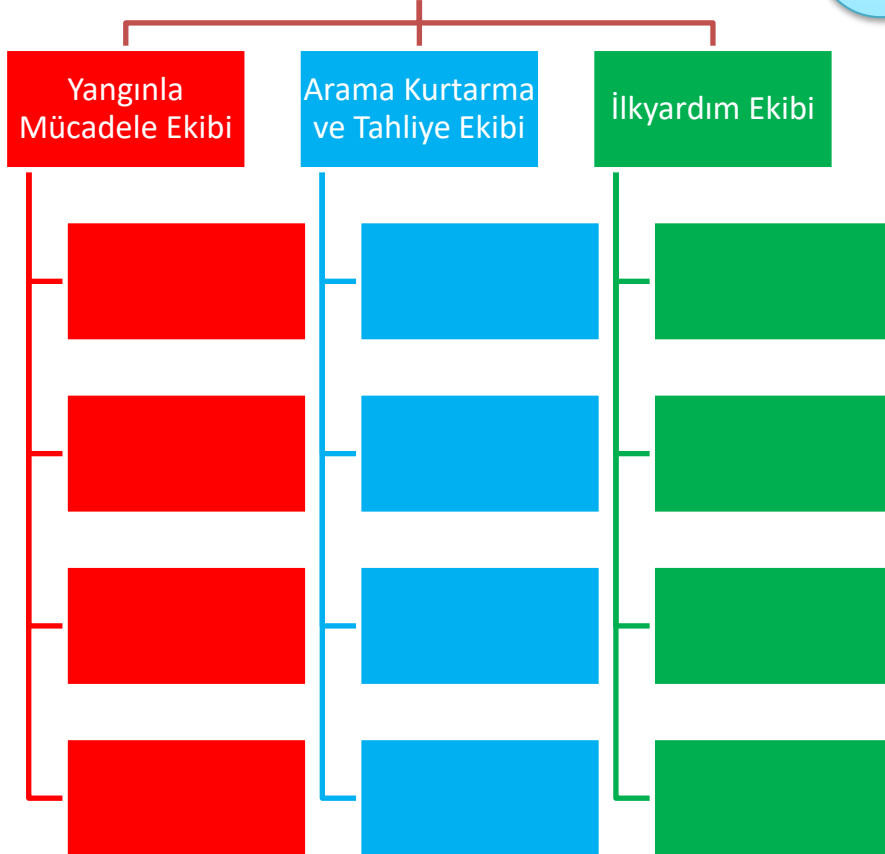 Yangınla
Mücadele Ekibi
Arama Kurtarma
ve Tahliye Ekibi
İlkyardım Ekibi